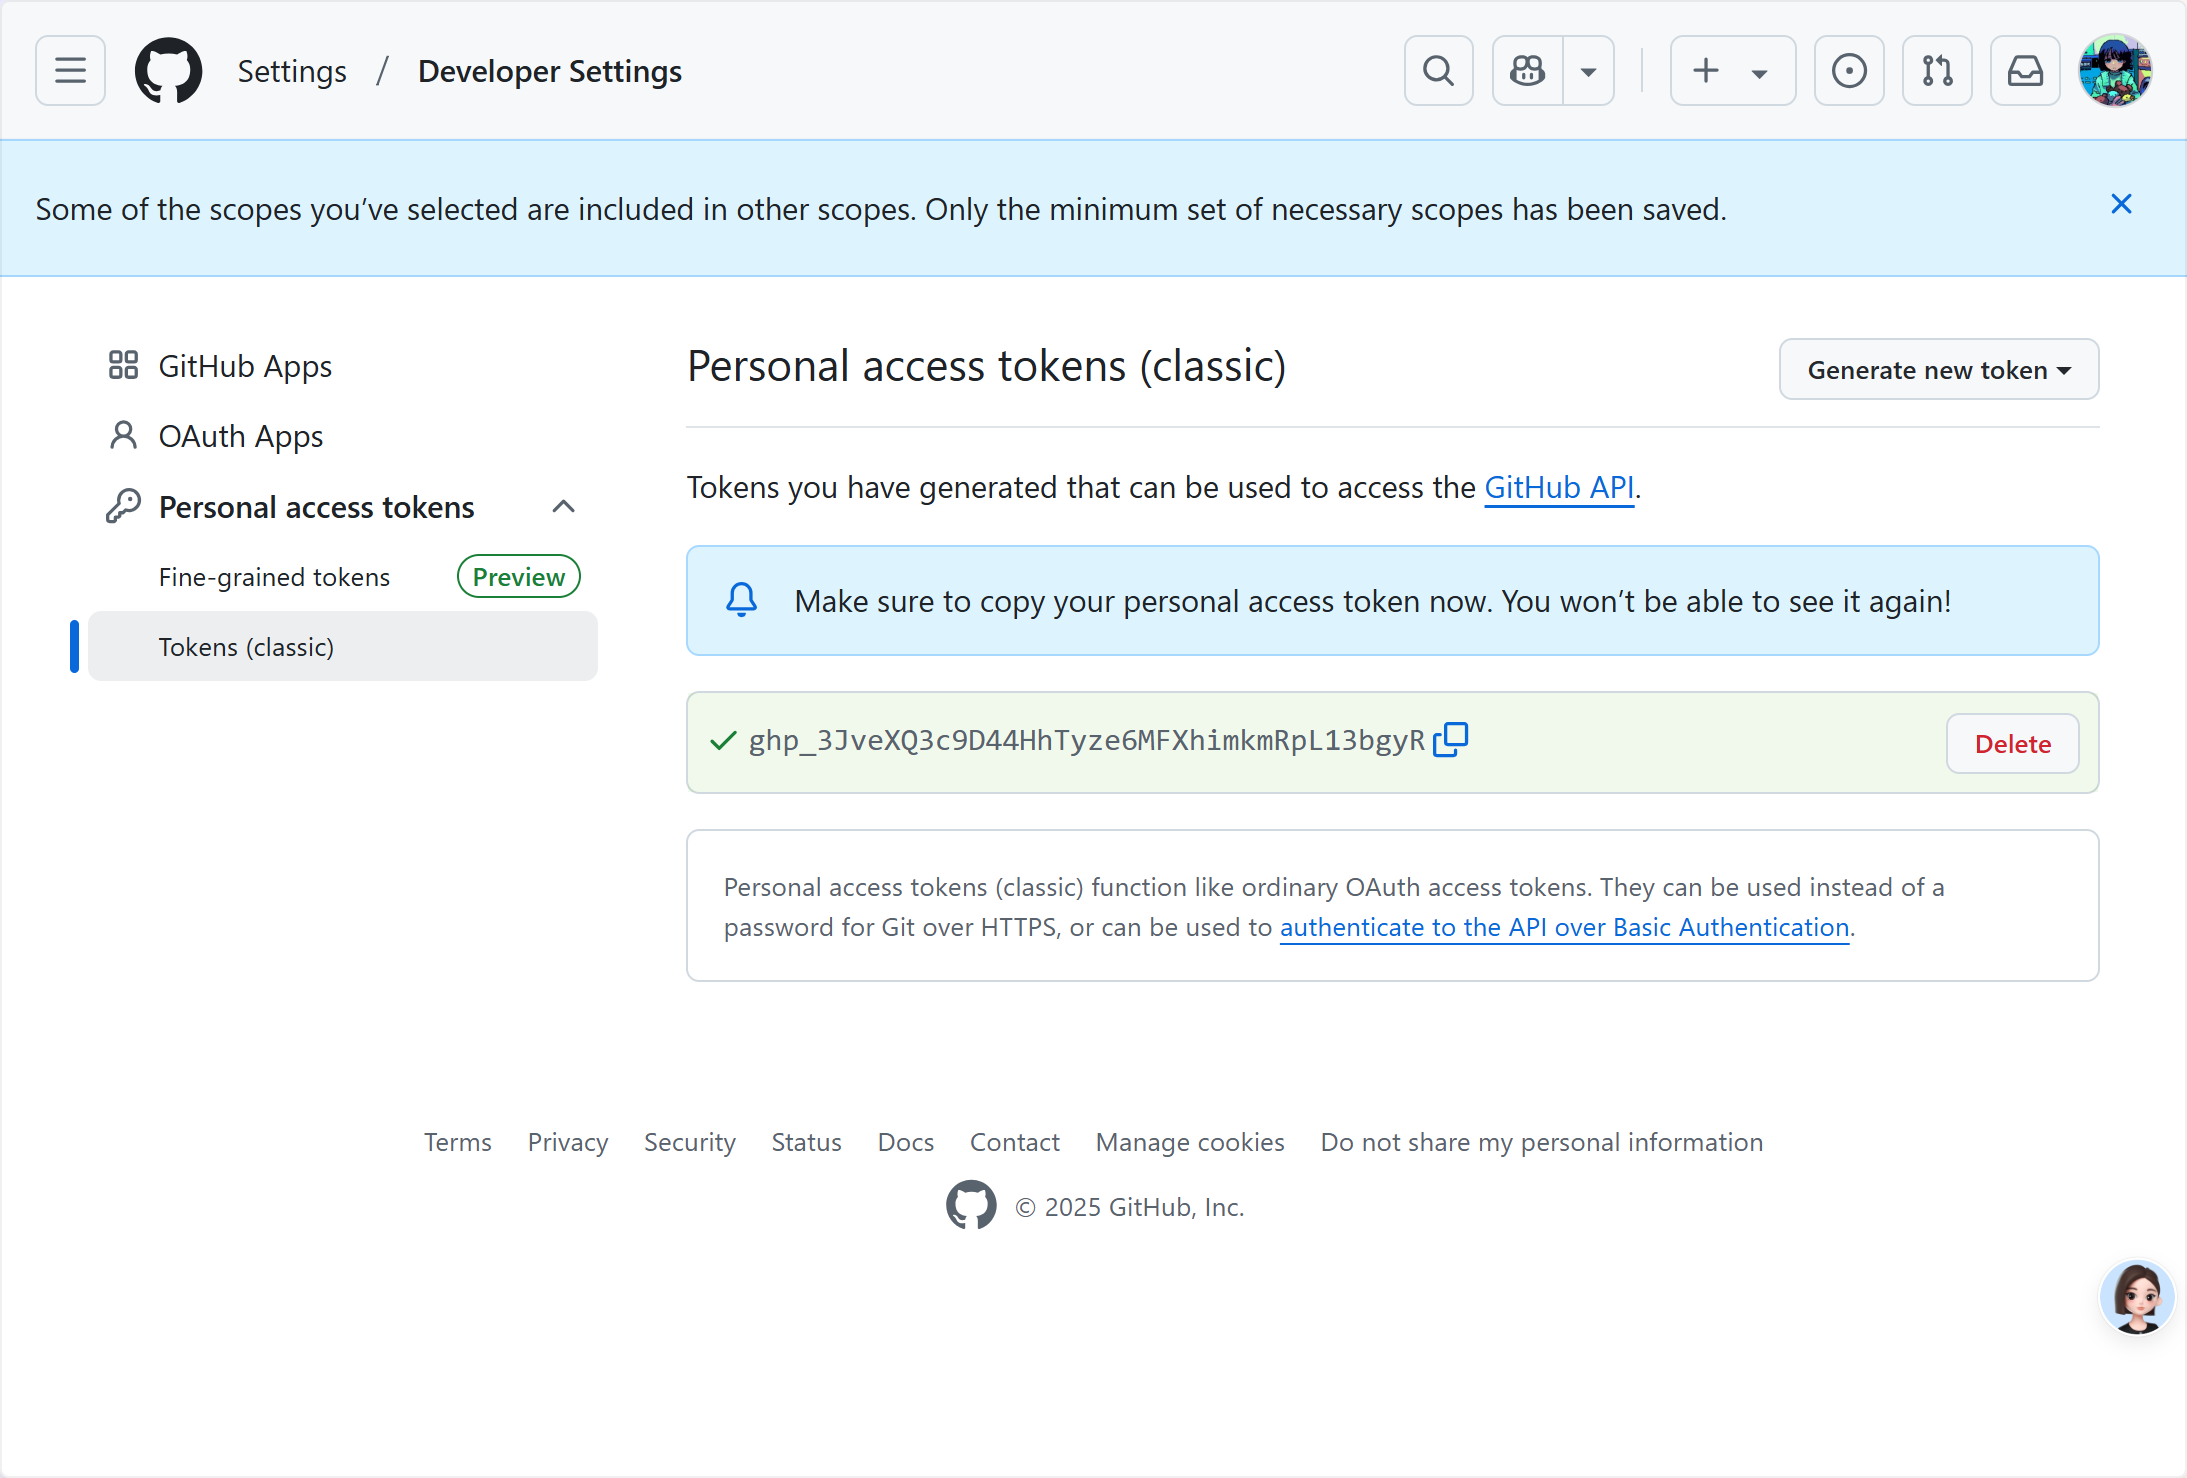 Settings / Developer Settings
Some of the scopes you’ve selected are included in other scopes. Only the minimum set of necessary scopes has been saved.
GitHub Apps
OAuth Apps
Personal access tokens
Fine-grained tokens Preview
Tokens (classic)
Personal access tokens (classic)
Generate new token
Tokens you have generated that can be used to access the GitHub API.
Make sure to copy your personal access token now. You won’t be able to see it again!
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
Delete
Personal access tokens (classic) function like ordinary OAuth access tokens. They can be used instead of a
password for Git over HTTPS, or can be used to authenticate to the API over Basic Authentication.
Terms Privacy Security Status Docs Contact Manage cookies Do not share my personal information
© 2025 GitHub, Inc.